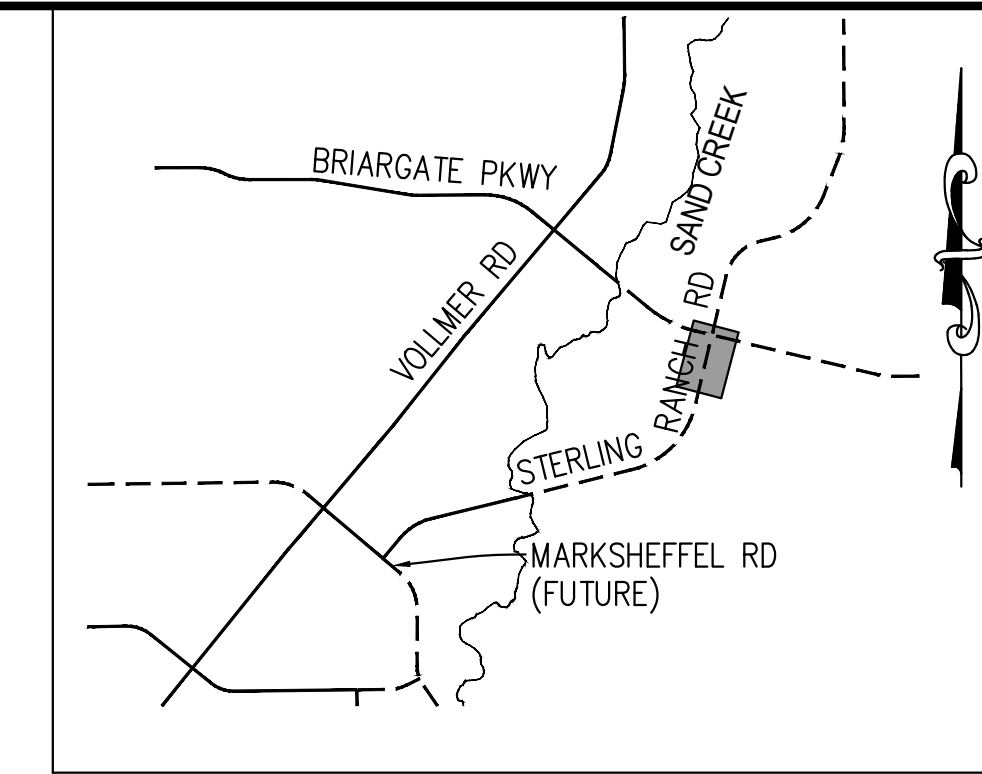 BRIARGATE PKWY
SAND CREEK
VOLLMER RD
STERLING RANCH RD
MARKSHEFFEL RD
(FUTURE)